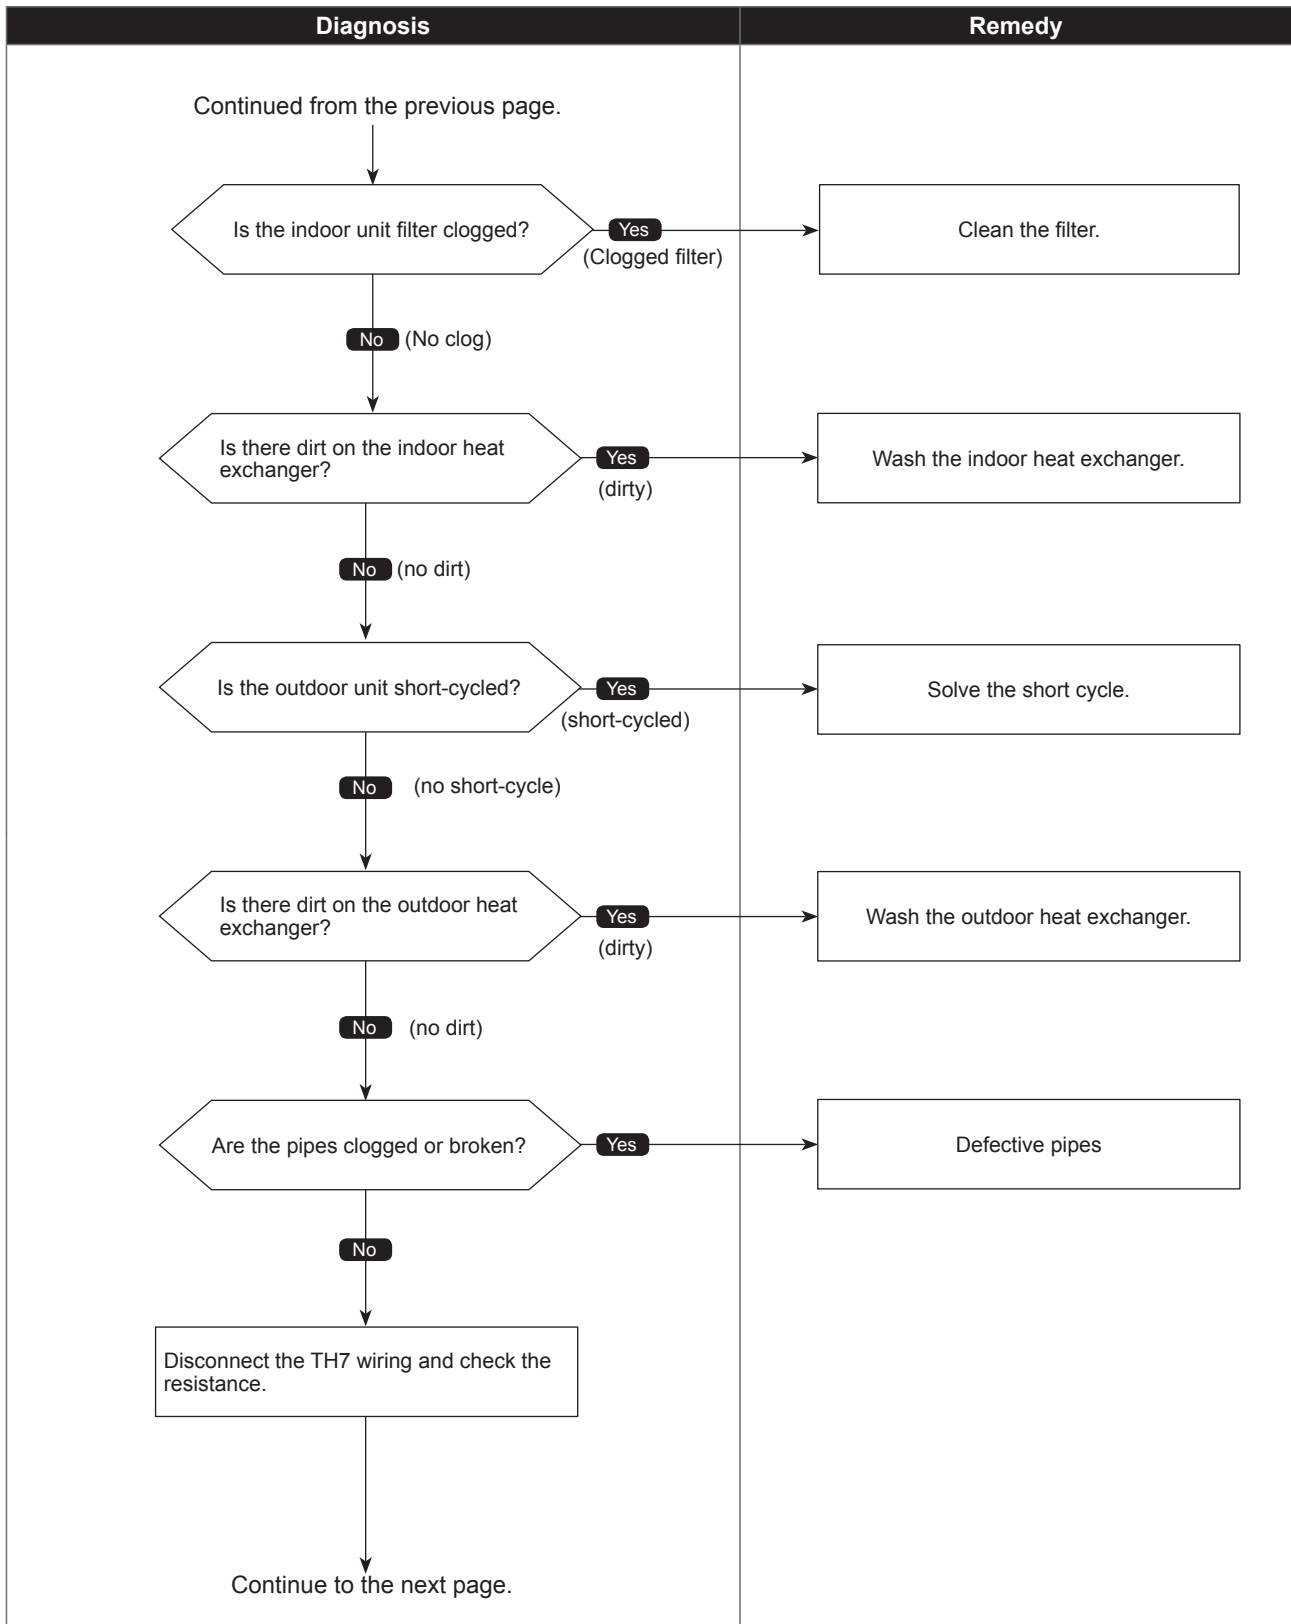 Diagnosis
Remedy
Continued from the previous page.
Is the indoor unit filter clogged?
Yes
(Clogged filter)
Clean the filter.
No (No clog)
Is there dirt on the indoor heat
exchanger?
Yes
(dirty)
Wash the indoor heat exchanger.
No (no dirt)
Is the outdoor unit short-cycled?
Yes
(short-cycled)
Solve the short cycle.
No (no short-cycle)
Is there dirt on the outdoor heat
exchanger?
Yes
(dirty)
Wash the outdoor heat exchanger.
No (no dirt)
Are the pipes clogged or broken?
Yes
Defective pipes
No
Disconnect the TH7 wiring and check the
resistance.
Continue to the next page.